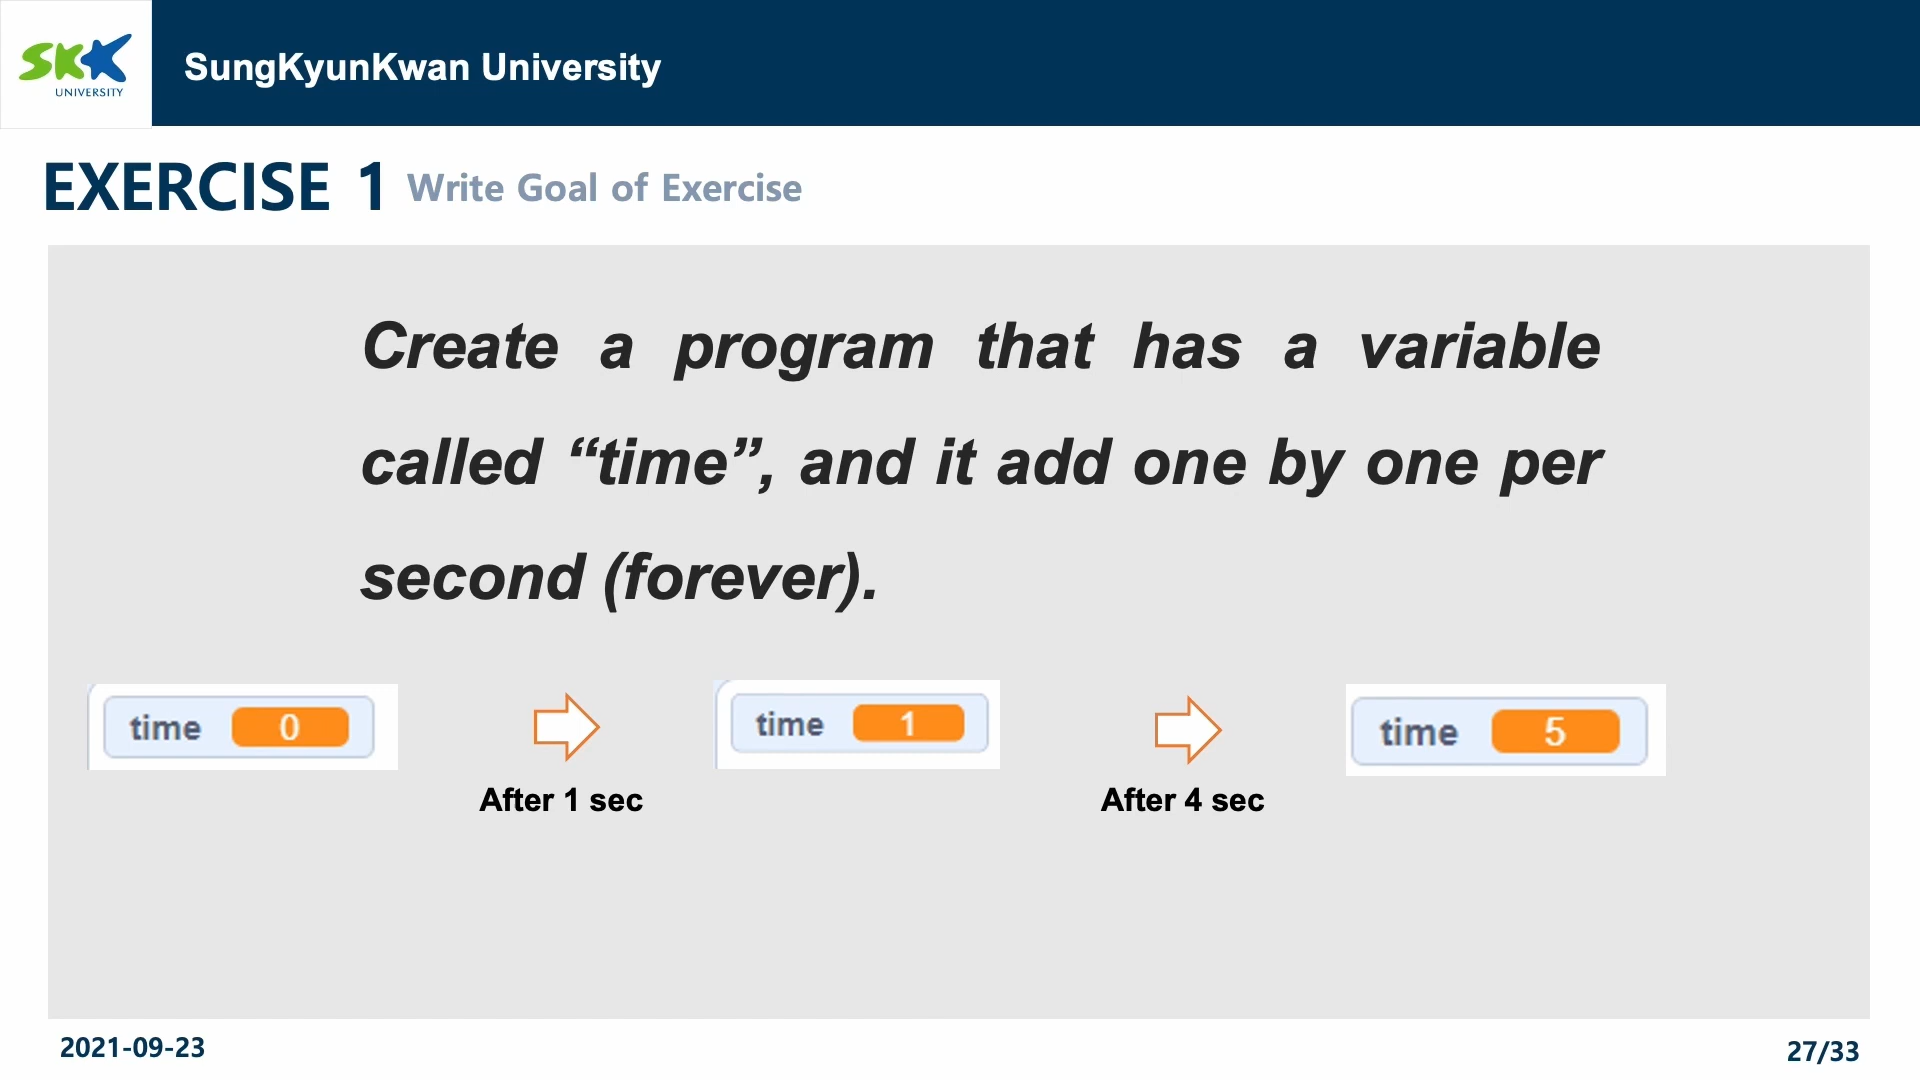 SKK
UNIVERSITY
SungKyunKwan University
EXERCISE 1 Write Goal of Exercise
Create a program that has a variable
called “time”, and it add one by one per
second (forever).
time 0
time 1
time 5
After 1 sec
After 4 sec
2021-09-23
27/33